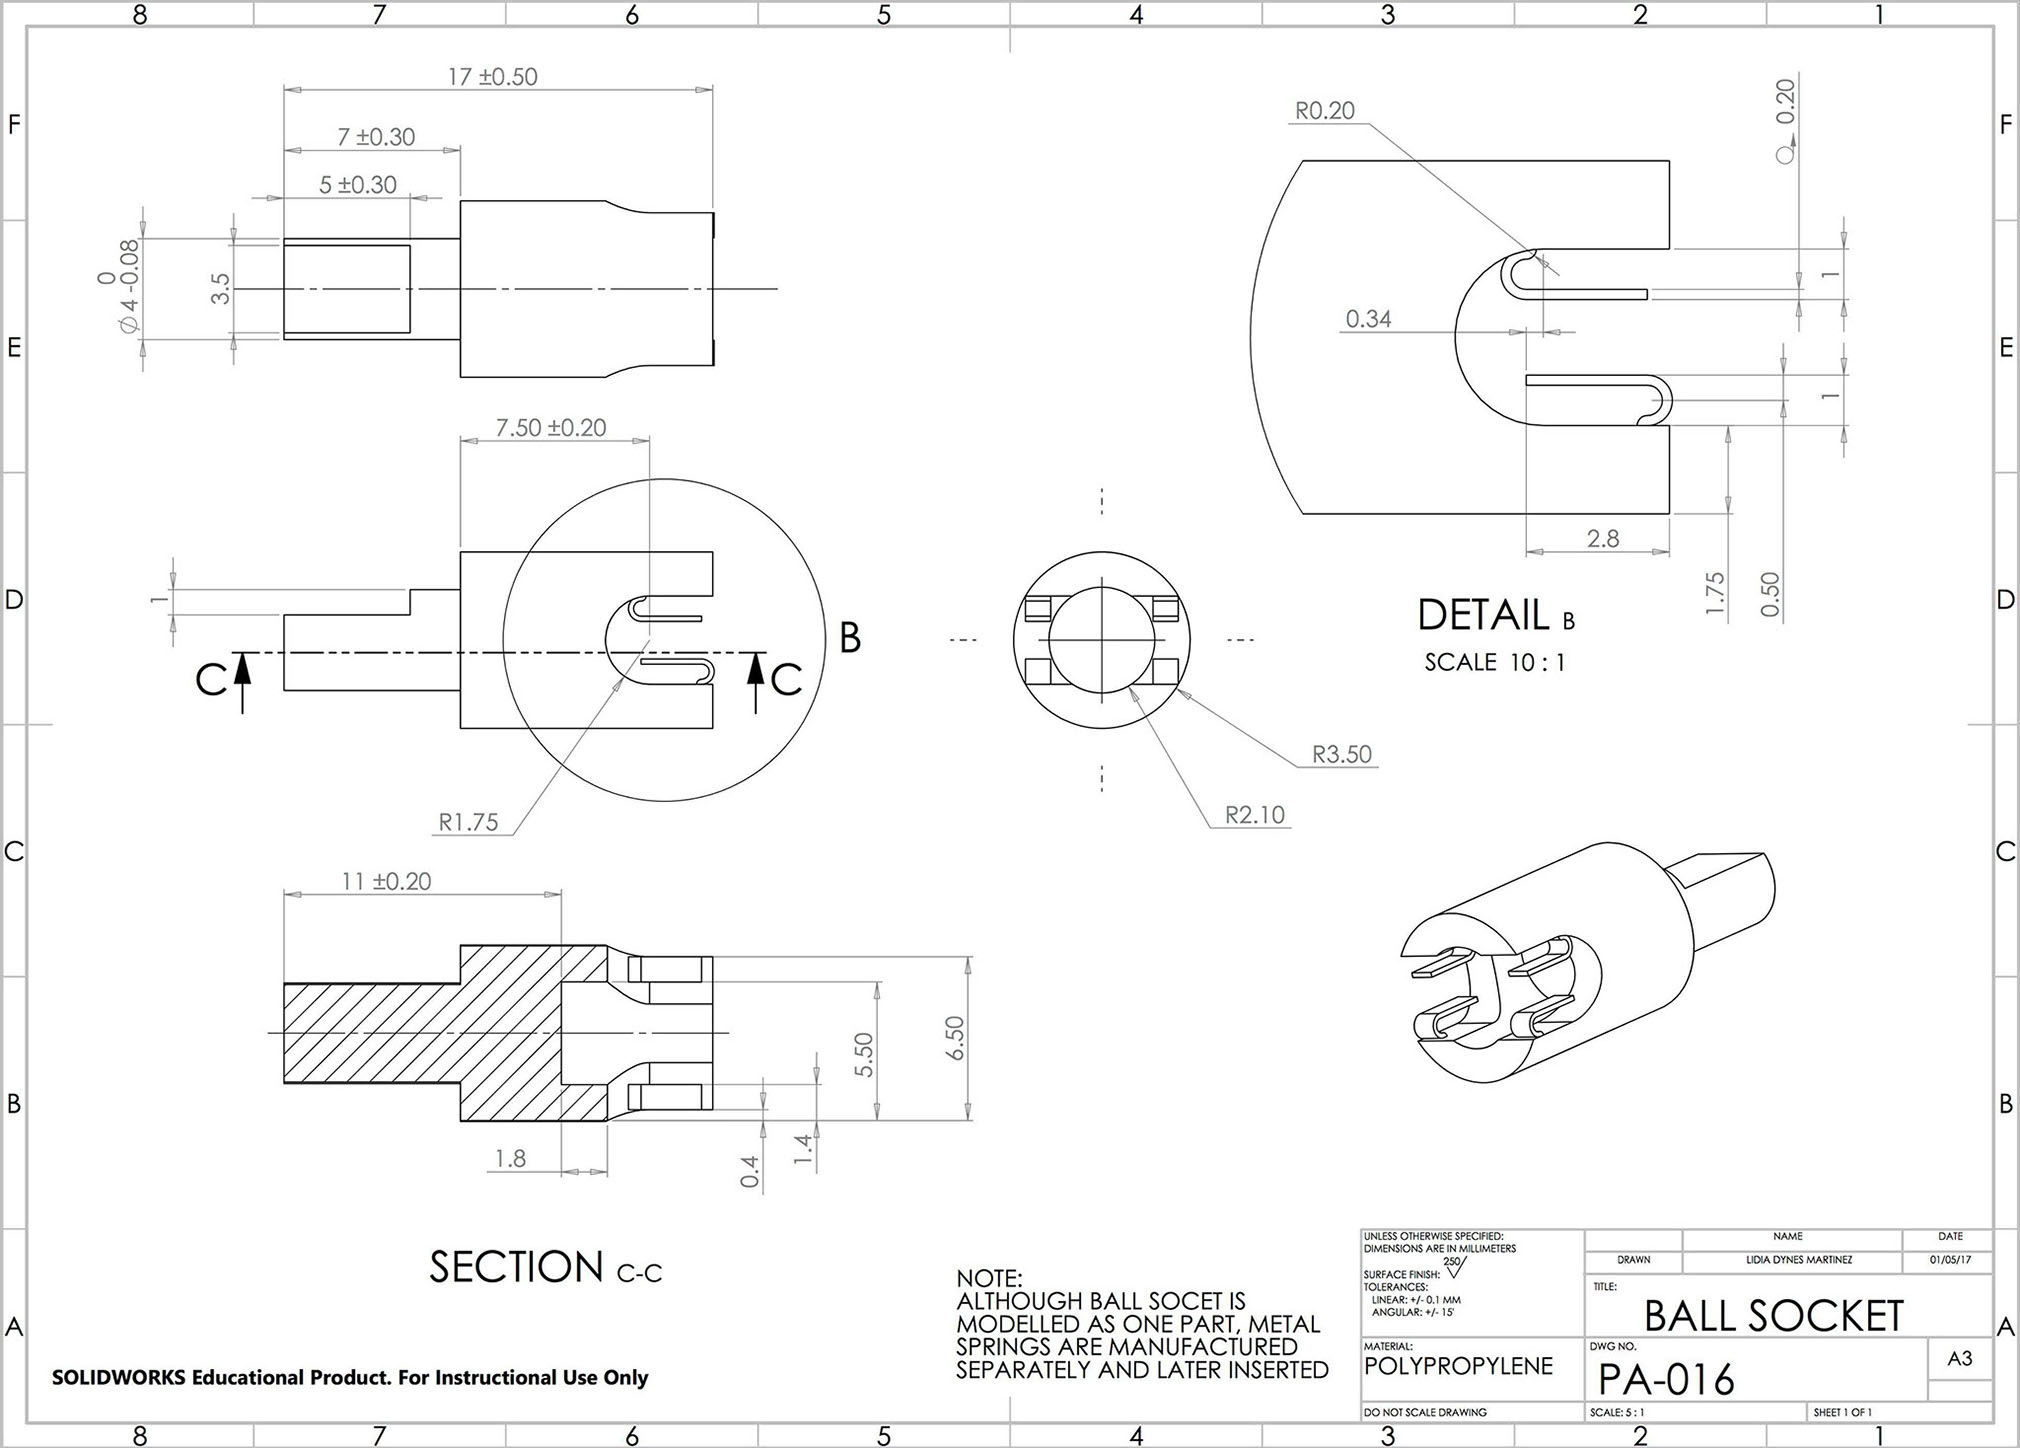 8 7 6 5 4 3 2 1
F
E
D
C
B
A
F
E
D
C
B
A
17 ±0.50
7 ±0.30
5 ±0.30
0
∅ 4 -0.08
3.5
7.50 ±0.20
1
C
C
B
R1.75
R3.50
R2.10
R0.20
0.20
1
0.34
1
2.8
1.75
0.50
DETAIL B
SCALE 10 : 1
11 ±0.20
5.50
6.50
1.8
0.4
1.4
SECTION C-C
NOTE:
ALTHOUGH BALL SOCET IS
MODELLED AS ONE PART, METAL
SPRINGS ARE MANUFACTURED
SEPARATELY AND LATER INSERTED
SOLIDWORKS Educational Product. For Instructional Use Only
UNLESS OTHERWISE SPECIFIED:
DIMENSIONS ARE IN MILLIMETERS
250
SURFACE FINISH:
TOLERANCES:
LINEAR: +/- 0.1 MM
ANGULAR: +/- 15'
MATERIAL:
POLYPROPYLENE
DO NOT SCALE DRAWING
NAME DATE
DRAWN LIDIA DYNES MARTINEZ 01/05/17
TITLE:
BALL SOCKET
DWG NO.
PA-016
A3
SCALE: 5 : 1 SHEET 1 OF 1
8 7 6 5 4 3 2 1